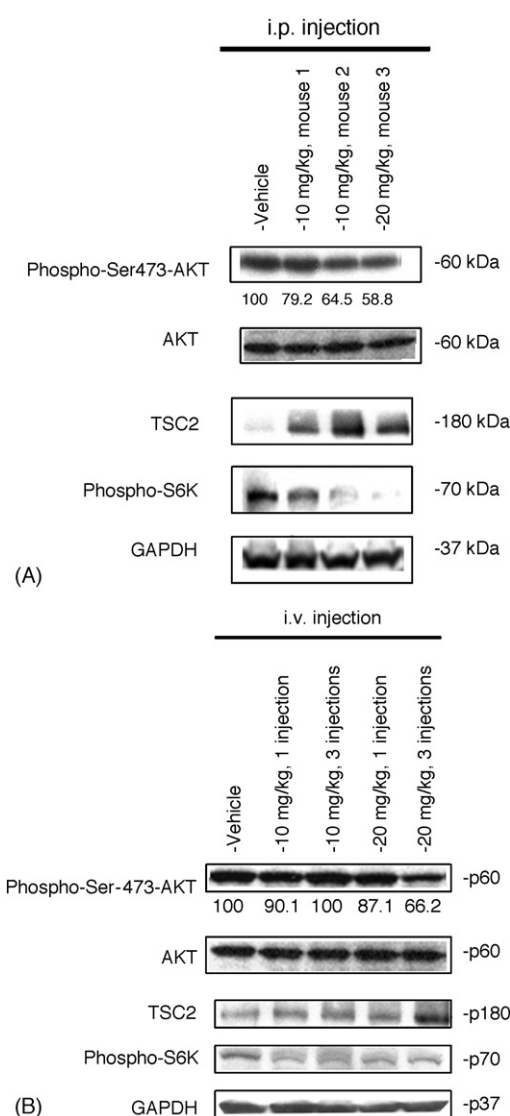 i.p. injection
-Vehicle
-10 mg/kg, mouse 1
-10 mg/kg, mouse 2
-20 mg/kg, mouse 3
Phospho-Ser473-AKT
-60 kDa
100 79.2 64.5 58.8
AKT
-60 kDa
TSC2
-180 kDa
Phospho-S6K
-70 kDa
GAPDH
-37 kDa
(A)
i.v. injection
-Vehicle
-10 mg/kg, 1 injection
-10 mg/kg, 3 injections
-20 mg/kg, 1 injection
-20 mg/kg, 3 injections
Phospho-Ser-473-AKT
-p60
100 90.1 100 87.1 66.2
AKT
-p60
TSC2
-p180
Phospho-S6K
-p70
(B)
GAPDH
-p37